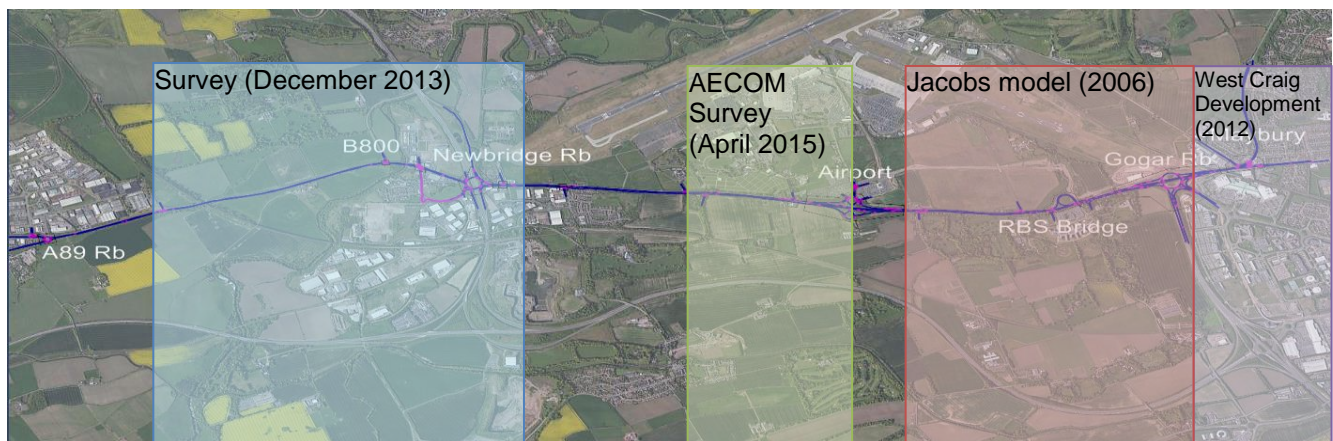 Survey (December 2013)
AECOM
Survey
(April 2015)
Jacobs model (2006)
West Craig
Development
(2012)
Maybury
B800
Newbridge Rb
Airport
Gogar Rb
RBS Bridge
A89 Rb